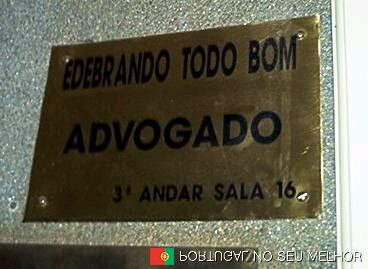 EDEBRANDO TODO BOM
ADVOGADO
3º ANDAR SALA 16
PORTUGAL NO SEU MELHOR